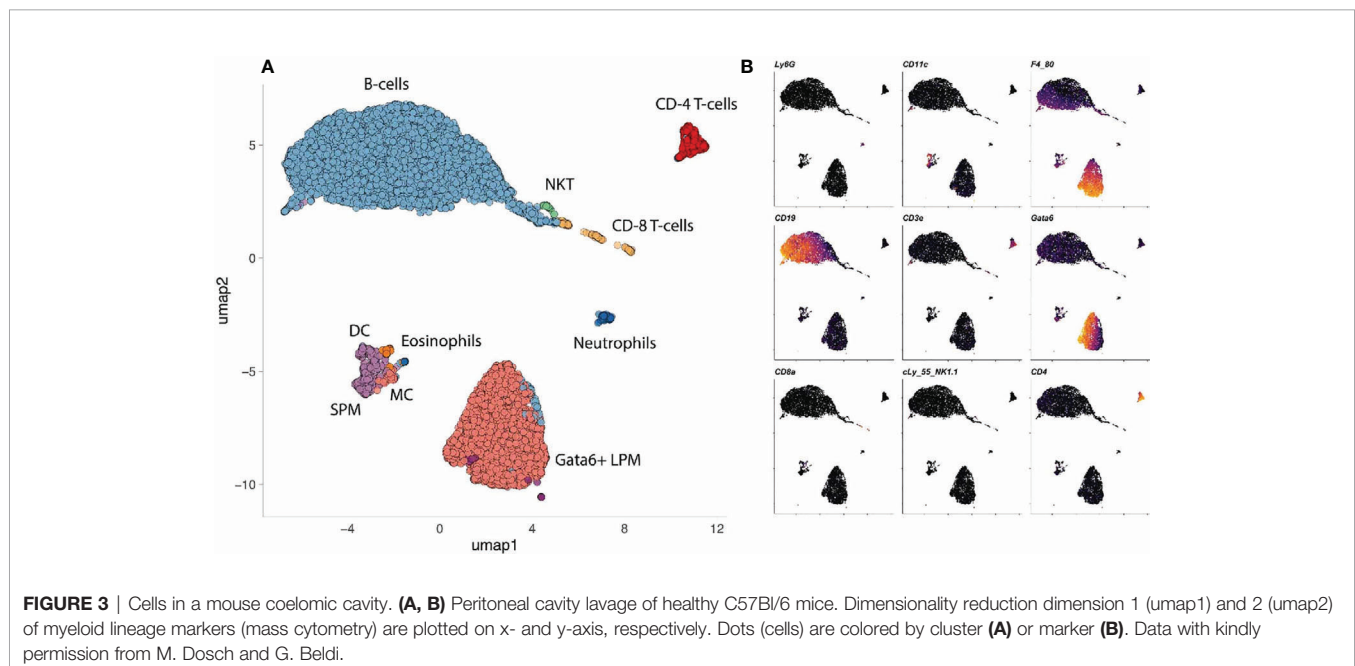 A
B-cells
CD-4 T-cells
NKT
CD-8 T-cells
Neutrophils
DC
Eosinophils
SPM
MC
Gata6+ LPM
umap2
5
0
−5
−10
−4
0
4
8
12
umap1
B
Ly6G
CD11c
F4_80
CD19
CD3e
Gata6
CD8a
cLy_55_NK1.1
CD4
FIGURE 3 | Cells in a mouse coelomic cavity. (A, B) Peritoneal cavity lavage of healthy C57Bl/6 mice. Dimensionality reduction dimension 1 (umap1) and 2 (umap2)
of myeloid lineage markers (mass cytometry) are plotted on x- and y-axis, respectively. Dots (cells) are colored by cluster (A) or marker (B). Data with kindly
permission from M. Dosch and G. Beldi.